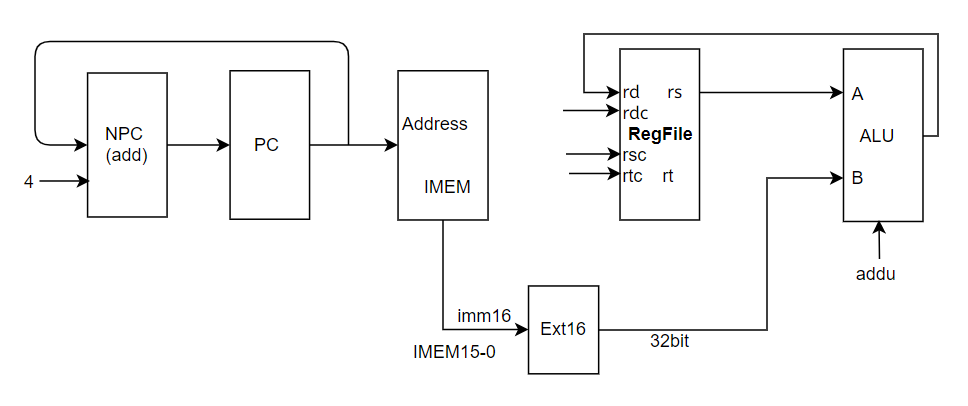 NPC
(add)
4
PC
Address
IMEM
imm16
IMEM15-0
Ext16
32bit
rd rs
rdc
RegFile
rsc
rtc rt
A
ALU
B
addu